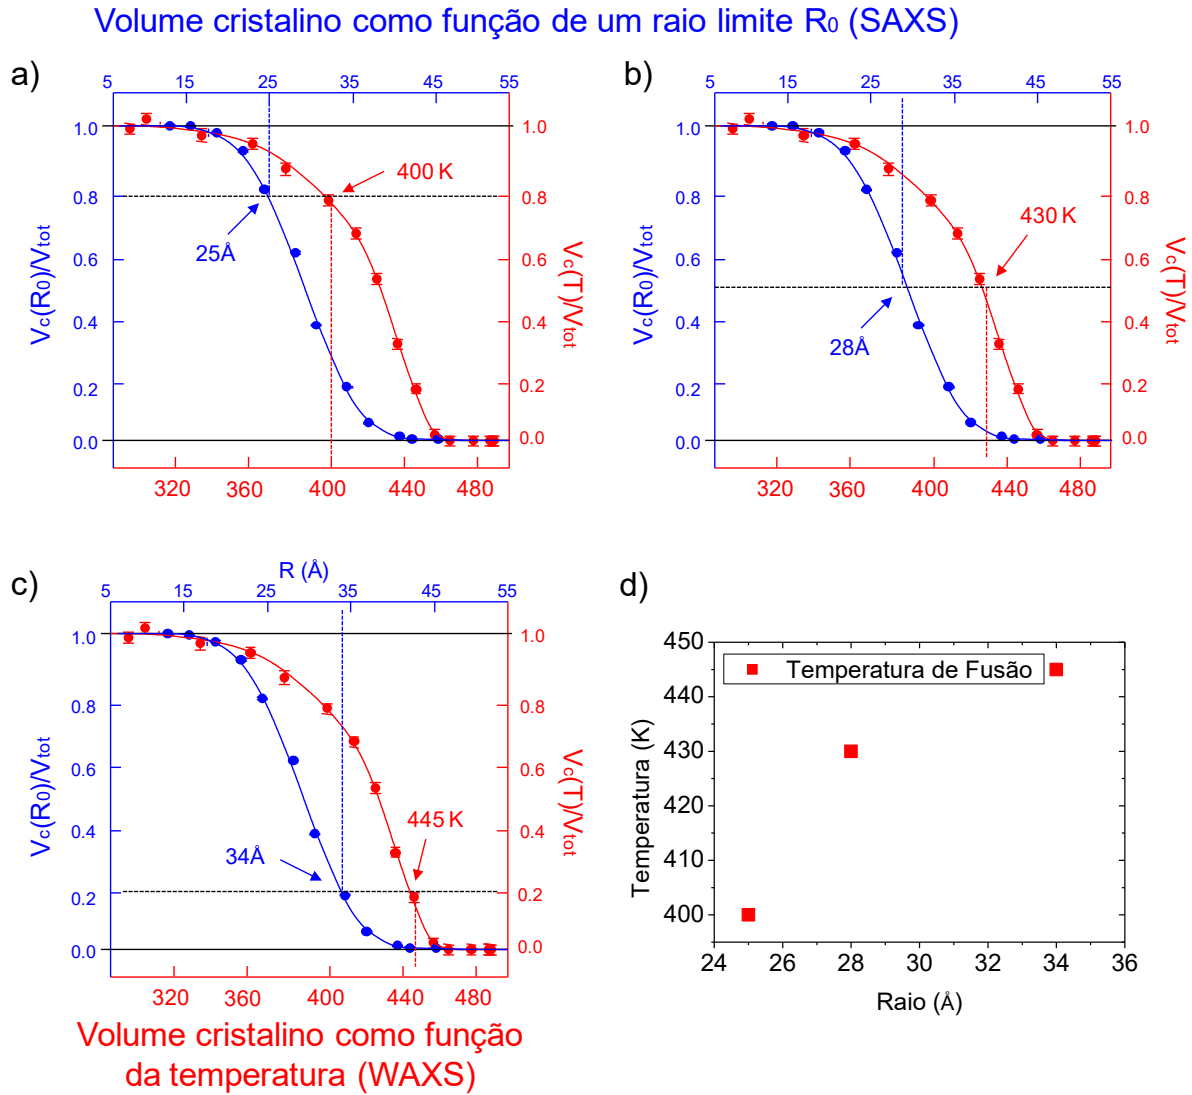 Volume cristalino como função de um raio limite R0 (SAXS)
a)
5 15 25 35 45 55
1.0 0.8 0.6 0.4 0.2 0.0
Vc(R0)/Vtot
400 K
25Å
1.0 0.8 0.6 0.4 0.2 0.0
Vc(T)/Vtot
320 360 400 440 480
b)
5 15 25 35 45 55
1.0 0.8 0.6 0.4 0.2 0.0
Vc(R0)/Vtot
430 K
28Å
1.0 0.8 0.6 0.4 0.2 0.0
Vc(T)/Vtot
320 360 400 440 480
c)
R (Å)
5 15 25 35 45 55
1.0 0.8 0.6 0.4 0.2 0.0
Vc(R0)/Vtot
445 K
34Å
1.0 0.8 0.6 0.4 0.2 0.0
Vc(T)/Vtot
320 360 400 440 480
Volume cristalino como função
da temperatura (WAXS)
d)
450 440 430 420 410 400
Temperatura (K)
Temperatura de Fusão
24 26 28 30 32 34 36
Raio (Å)